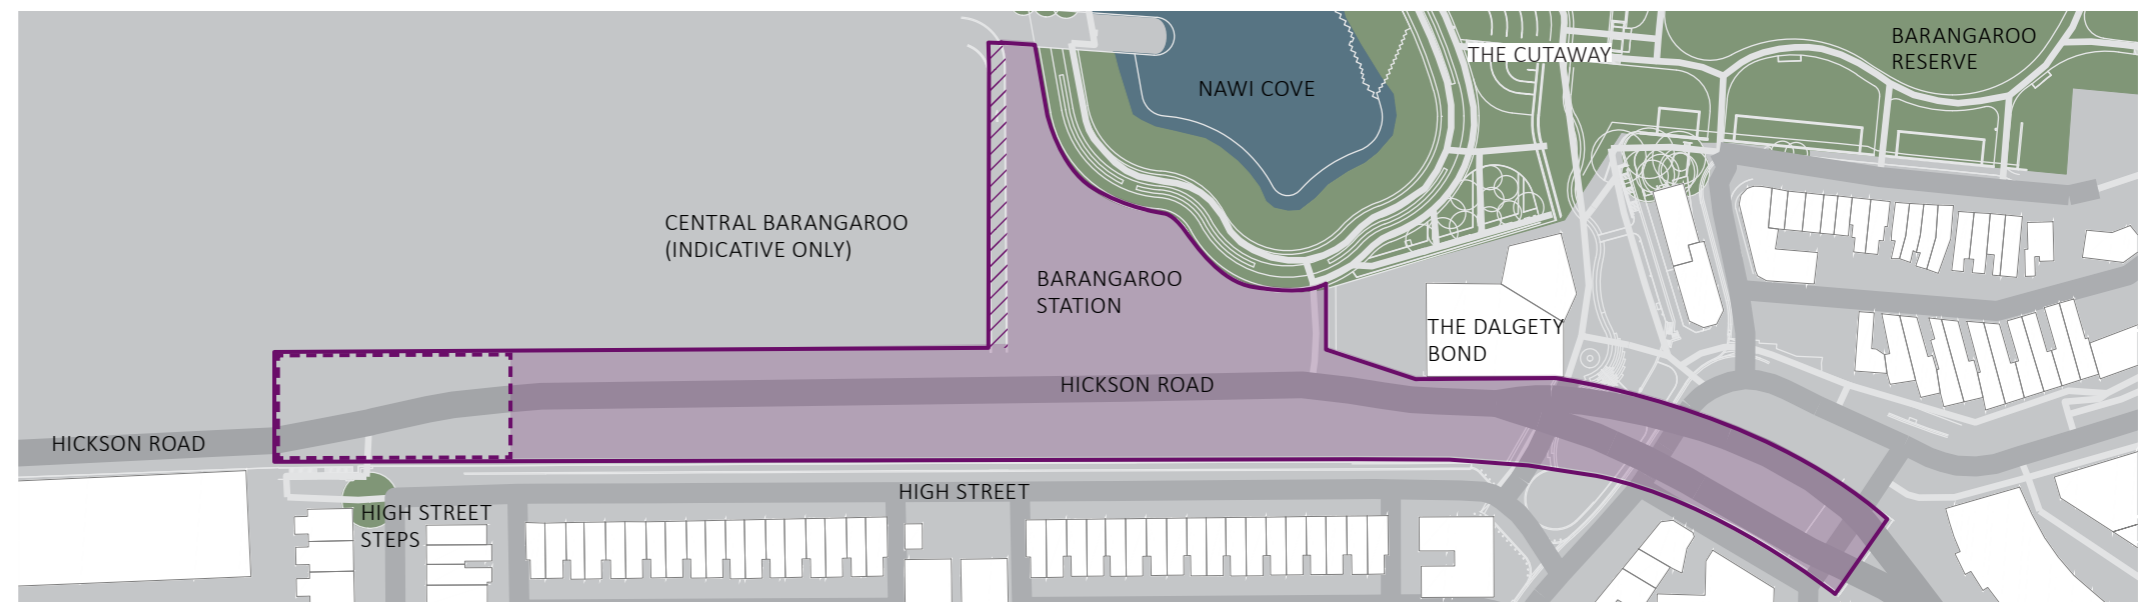 BARANGAROO
RESERVE
THE CUTAWAY
NAWI COVE
CENTRAL BARANGAROO
(INDICATIVE ONLY)
BARANGAROO
STATION
THE DALGETY
BOND
HICKSON ROAD
HICKSON ROAD
HIGH STREET
HIGH STREET
STEPS